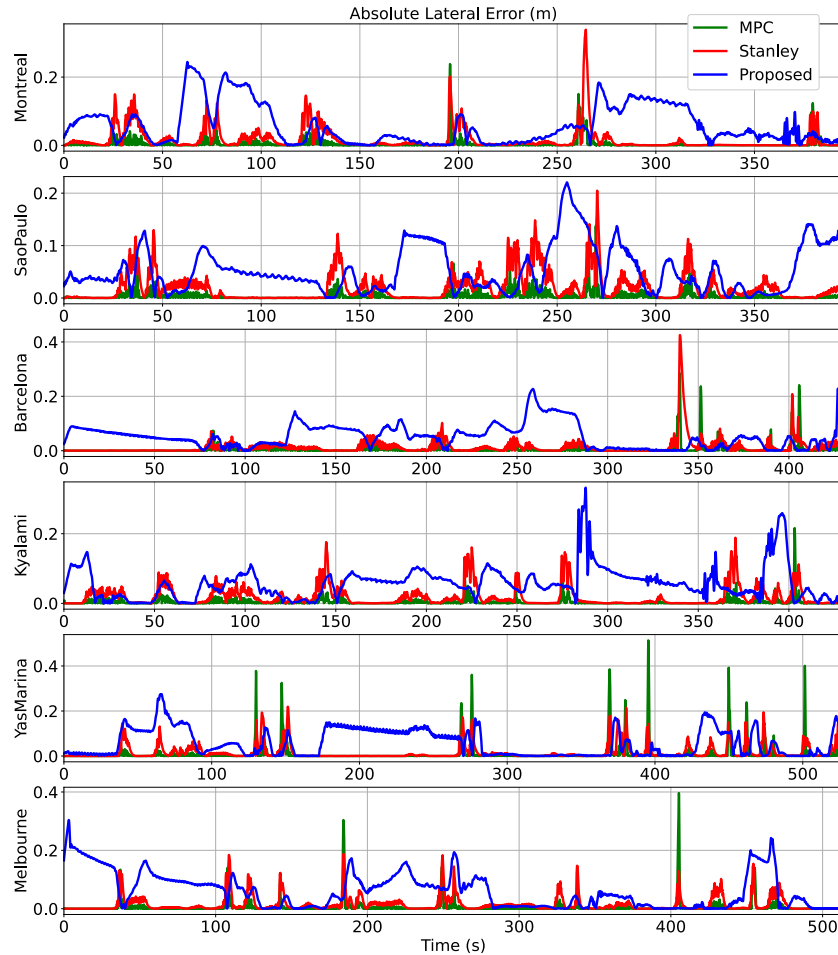 Absolute Lateral Error (m)
MPC
Stanley
Proposed
Montreal
0.2
0.0
0 50 100 150 200 250 300 350
SaoPaulo
0.2
0.1
0.0
0 50 100 150 200 250 300 350
Barcelona
0.4
0.2
0.0
0 50 100 150 200 250 300 350 400
Kyalami
0.2
0.0
0 50 100 150 200 250 300 350 400
YasMarina
0.4
0.2
0.0
0 100 200 300 400 500
Melbourne
0.4
0.2
0.0
0 100 200 300 400 500
Time (s)